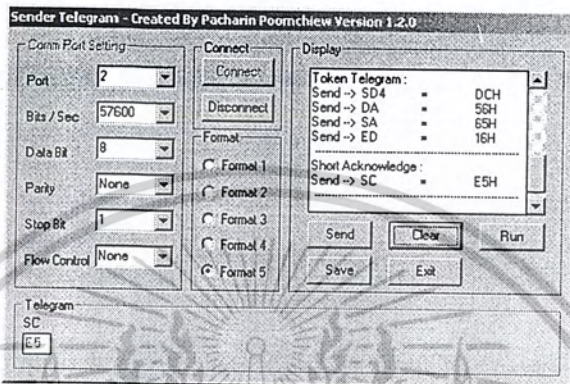 Sender Telegram - Created By Pacharin Poomchiew Version 1.2.0
Comm Port Setting
Port 2
Bits / Sec 57600
Data Bit 8
Parity None
Stop Bit 1
Flow Control None
Connect
Connect
Disconnect
Format
Format 1
Format 2
Format 3
Format 4
Format 5
Display
Token Telegram :
Send --> SD4 = DCH
Send --> DA = 56H
Send --> SA = 65H
Send --> ED = 16H
Short Acknowledge :
Send --> SC = E5H
Send Clear Run
Save Exit
Telegram
SC
E5